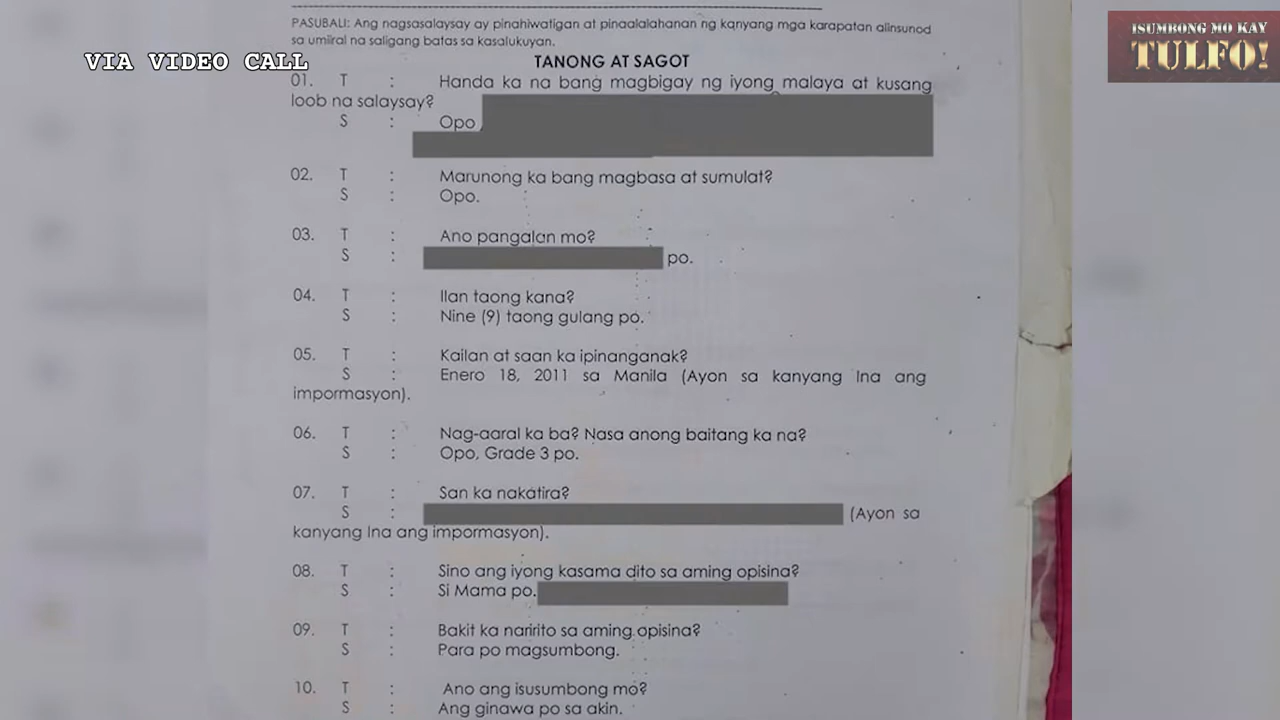 ISUMBONG MO KAY
TULFO!
VIA VIDEO CALL
PASUBALI: Ang nagsasalaysay ay pinahiwatigan at pinaalalahanan ng kanyang mga karapatan alinsunod
sa umiiral na saligang batas sa kasalukuyan.
TANONG AT SAGOT
01. T : Handa ka na bang magbigay ng iyong malaya at kusang
loob na salaysay?
S : Opo
02. T : Marunong ka bang magbasa at sumulat?
S : Opo.
03. T : Ano pangalan mo?
S : po.
04. T : Ilan taong kana?
S : Nine (9) taong gulang po.
05. T : Kailan at saan ka ipinanganak?
S : Enero 18, 2011 sa Manila (Ayon sa kanyang Ina ang
impormasyon).
06. T : Nag-aaral ka ba? Nasa anong baitang ka na?
S : Opo, Grade 3 po.
07. T : San ka nakatira?
S : (Ayon sa
kanyang Ina ang impormasyon).
08. T : Sino ang iyong kasama dito sa aming opisina?
S : Si Mama po.
09. T : Bakit ka naririto sa aming opisina?
S : Para po magsumbong.
10. T : Ano ang isusumbong mo?
S : Ang ginawa po sa akin.